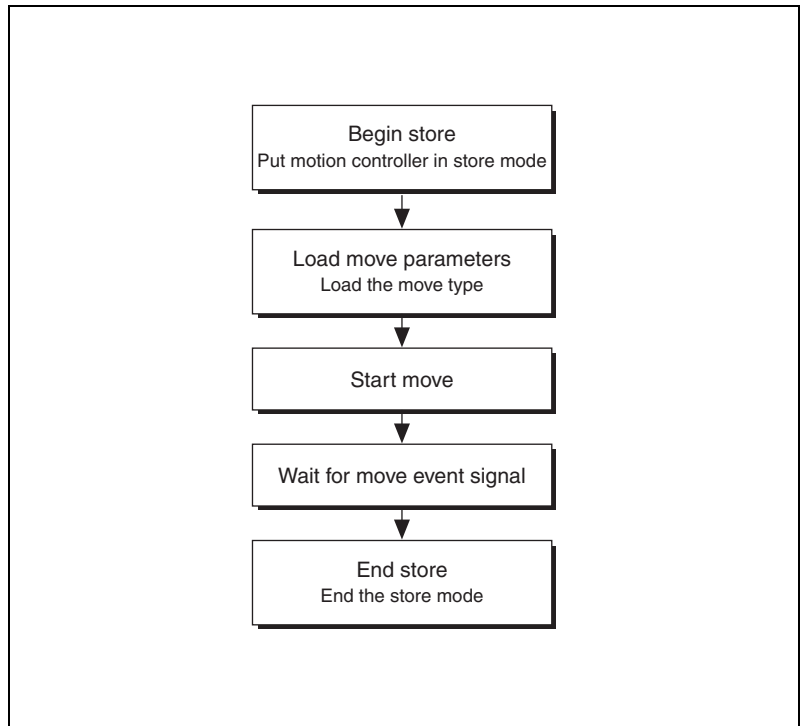 Begin store
Put motion controller in store mode
Load move parameters
Load the move type
Start move
Wait for move event signal
End store
End the store mode